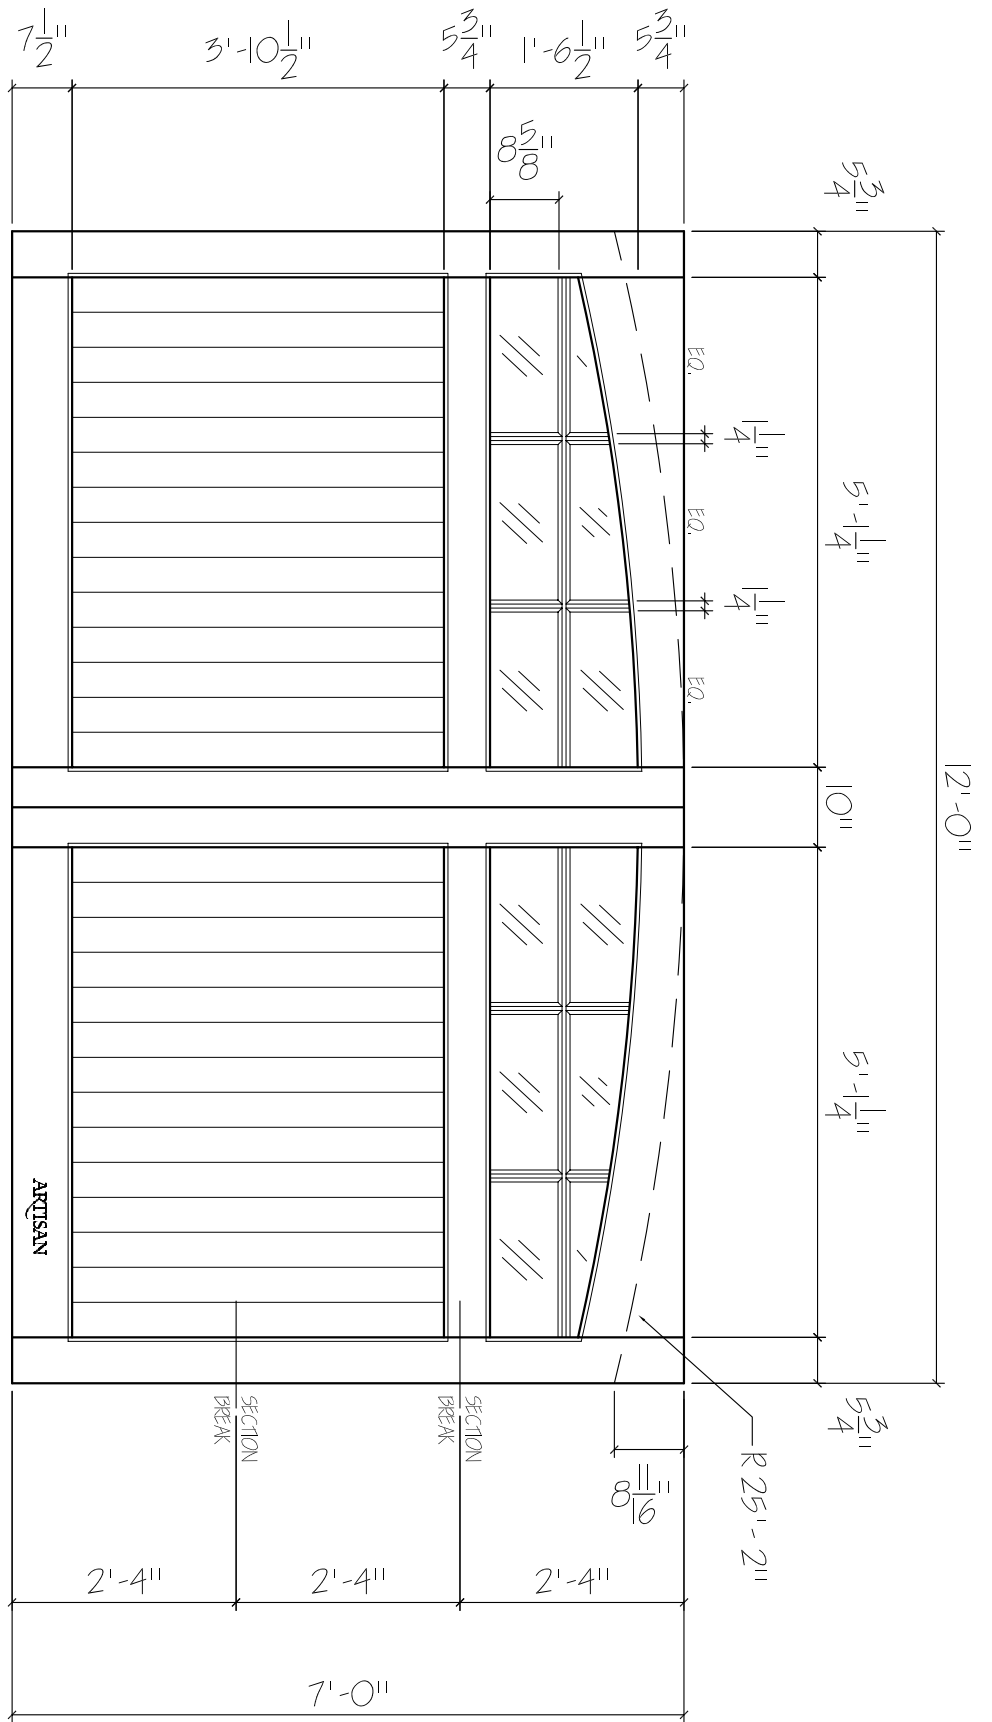 7 1/2"
3'-10 1/2"
5 3/4"
1'-6 1/2"
5 3/4"
8 5/8"
5 3/4"
EQ.
1 1/4"
5'-1 1/4"
EQ.
1 1/4"
EQ.
12'-0"
10"
5'-1 1/4"
ARTISAN
SECTION
BREAK
SECTION
BREAK
5 3/4"
8 11/16"
R 25'-2"
2'-4"
2'-4"
2'-4"
7'-0"